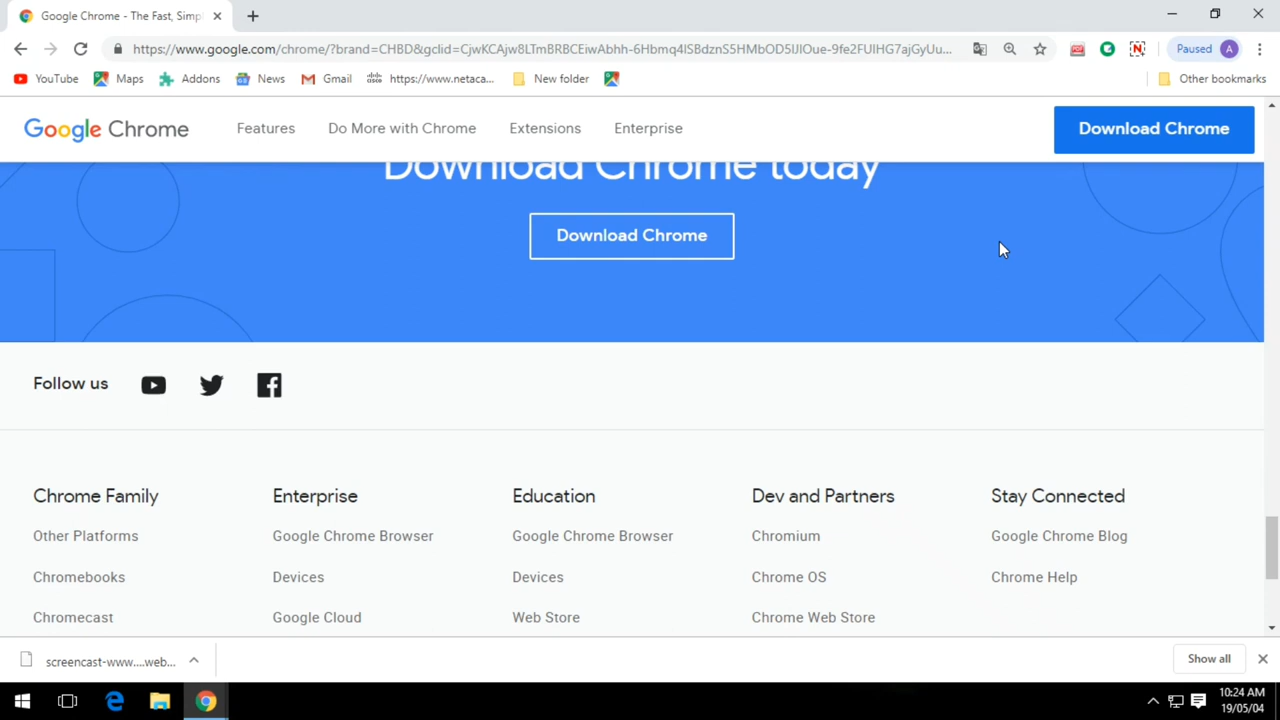 Google Chrome - The Fast, Simp
https://www.google.com/chrome/?brand=CHBD&gclid=CjwKCAjw8LTmBRBCEiwAbhh-6Hbmq4lSBdznS5HMbOD5lJlOue-9fe2FUlHG7ajGyUu...
Paused A
YouTube Maps Addons News Gmail https://www.netaca... New folder Other bookmarks
Google Chrome Features Do More with Chrome Extensions Enterprise Download Chrome
Download Chrome today
Download Chrome
Follow us
Chrome Family Enterprise Education Dev and Partners Stay Connected
Other Platforms Google Chrome Browser Google Chrome Browser Chromium Google Chrome Blog
Chromebooks Devices Devices Chrome OS Chrome Help
Chromecast Google Cloud Web Store Chrome Web Store
screencast-www....web... Show all
10:24 AM
19/05/04